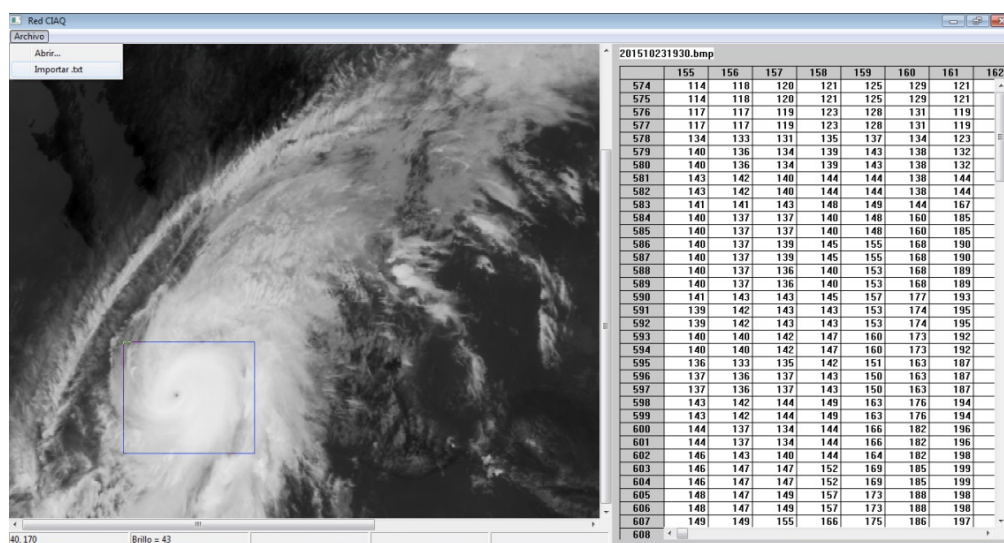 Red CIAQ
Archivo
Abrir...
Importar .txt
201510231930.bmp
155 156 157 158 159 160 161 162
574 114 118 120 121 125 129 121
575 114 118 120 121 125 129 121
576 117 117 119 123 128 131 119
577 117 117 119 123 128 131 119
578 134 133 131 135 137 134 123
579 140 136 134 139 143 138 132
580 140 136 134 139 143 138 132
581 143 142 140 144 144 138 144
582 143 142 140 144 144 138 144
583 141 141 143 148 149 144 167
584 140 137 137 140 148 160 185
585 140 137 137 140 148 160 185
586 140 137 139 145 155 168 190
587 140 137 139 145 155 168 190
588 140 137 136 140 153 168 189
589 140 137 136 140 153 168 189
590 141 143 143 145 157 177 193
591 139 142 143 143 153 174 195
592 139 142 143 143 153 174 195
593 140 140 142 147 160 173 192
594 140 140 142 147 160 173 192
595 136 133 135 142 151 163 187
596 137 136 137 143 150 163 187
597 137 136 137 143 150 163 187
598 143 142 144 149 163 176 194
599 143 142 144 149 163 176 194
600 144 137 134 144 166 182 196
601 144 137 134 144 166 182 196
602 146 143 140 144 164 182 198
603 146 147 147 152 169 185 199
604 146 147 147 152 169 185 199
605 148 147 149 157 173 188 198
606 148 147 149 157 173 188 198
607 149 149 155 166 175 186 197
608
40, 170 Brillo = 43